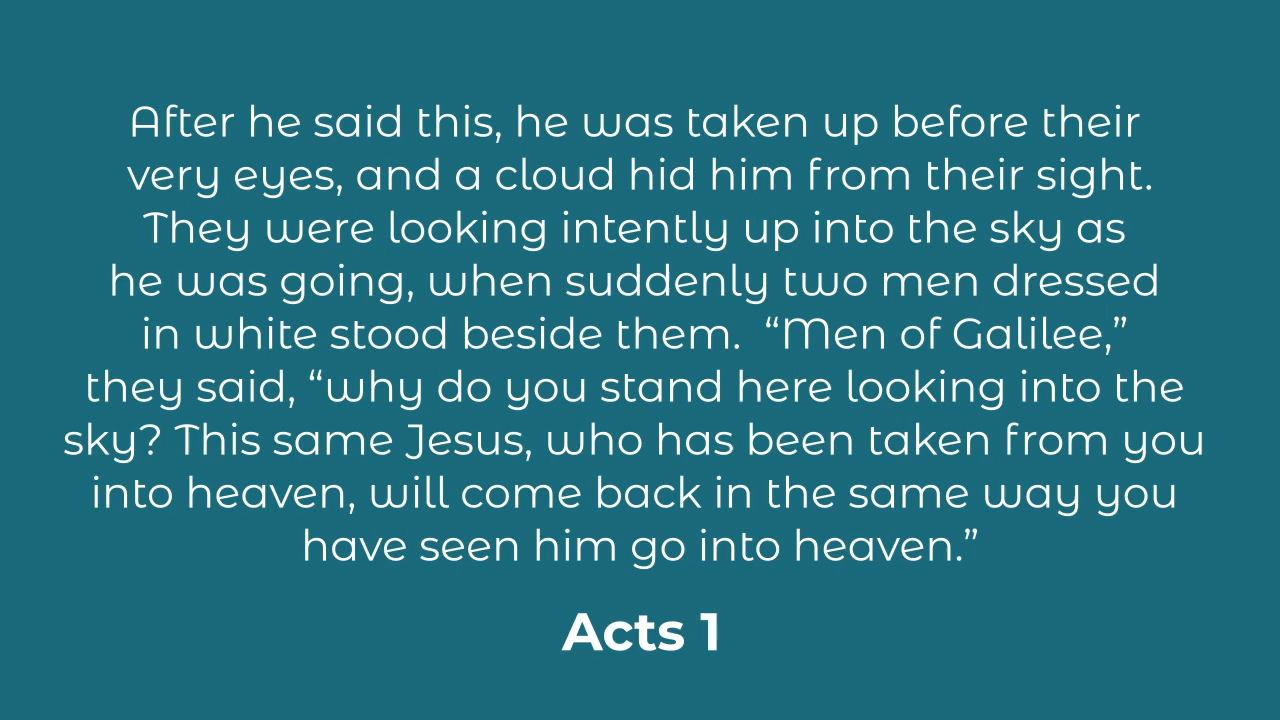 After he said this, he was taken up before their
very eyes, and a cloud hid him from their sight.
They were looking intently up into the sky as
he was going, when suddenly two men dressed
in white stood beside them.  “Men of Galilee,”
they said, “why do you stand here looking into the
sky? This same Jesus, who has been taken from you
into heaven, will come back in the same way you
have seen him go into heaven.”
Acts 1